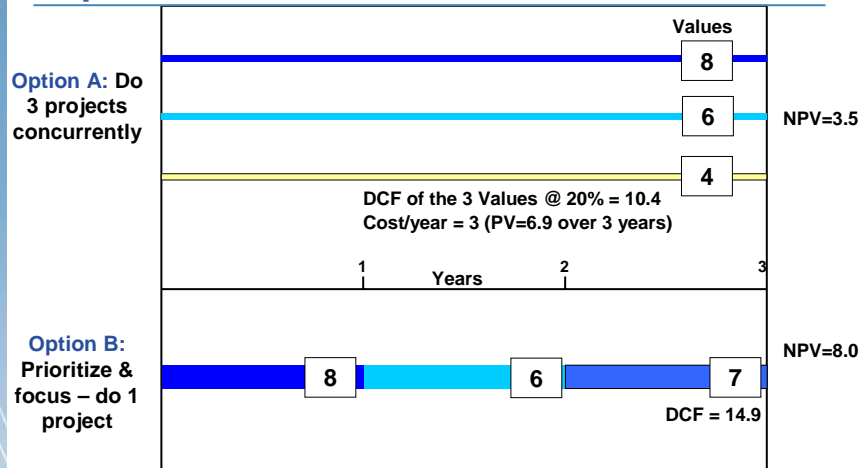 Values
8
Option A: Do
3 projects
concurrently
6
NPV=3.5
4
DCF of the 3 Values @ 20% = 10.4
Cost/year = 3 (PV=6.9 over 3 years)
1
2
3
Years
Option B:
Prioritize &
focus – do 1
project
NPV=8.0
8
6
7
DCF = 14.9